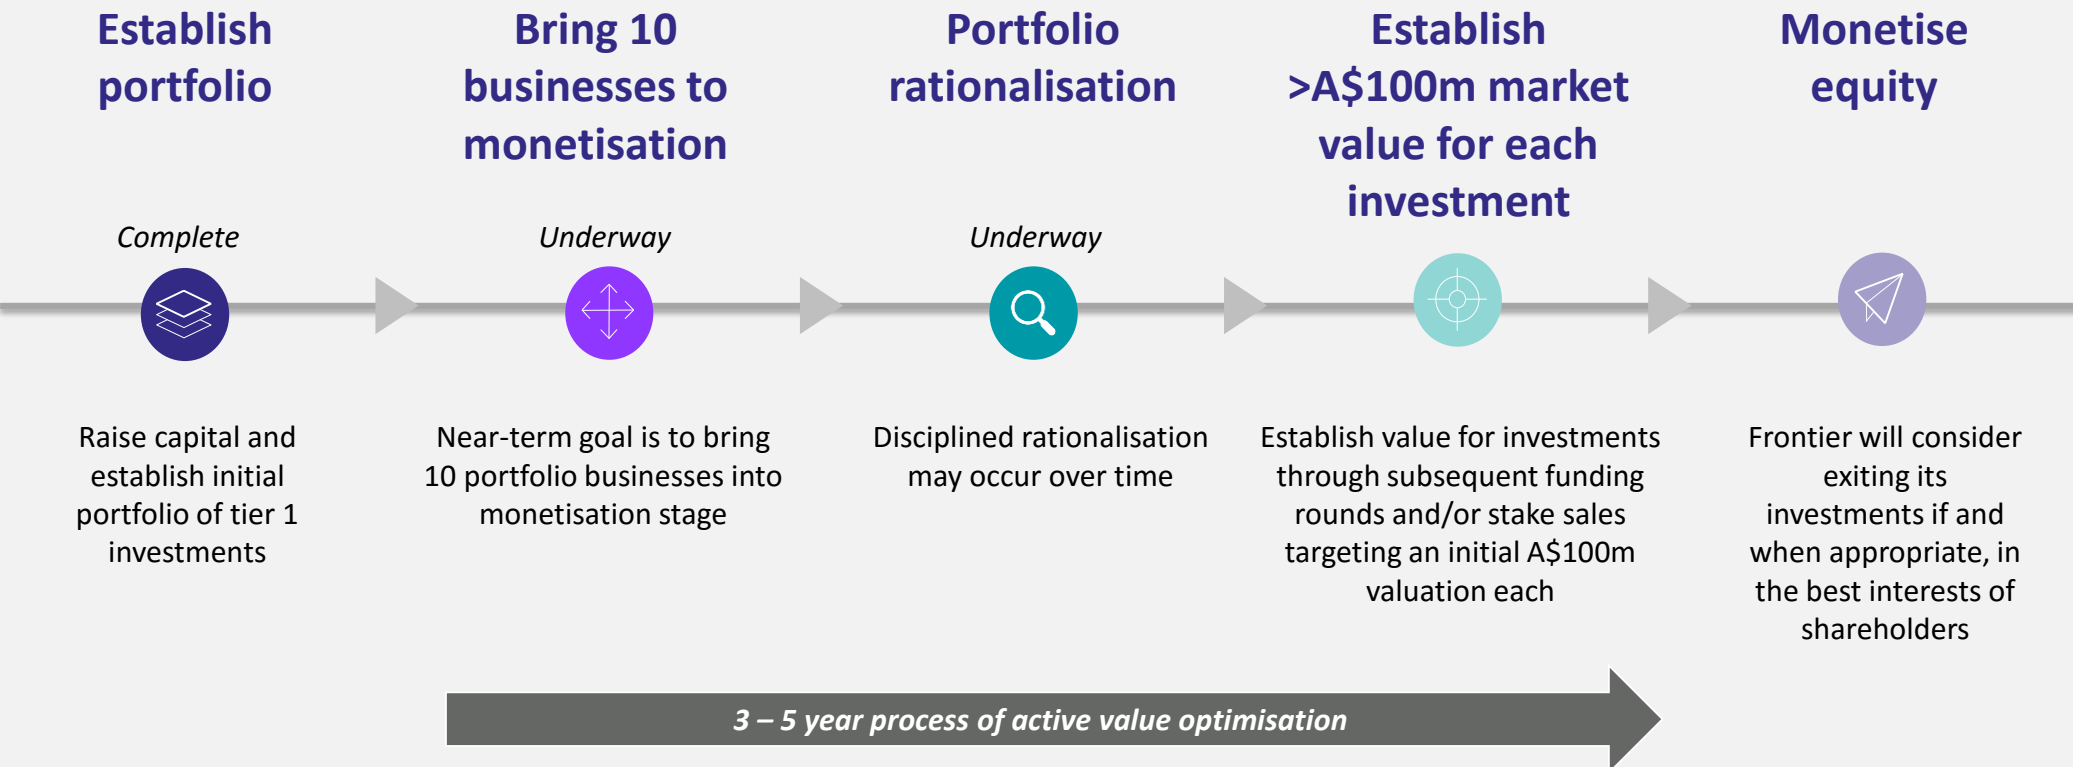 Establish
portfolio
Complete
Raise capital and
establish initial
portfolio of tier 1
investments
Bring 10
businesses to
monetisation
Underway
Near-term goal is to bring
10 portfolio businesses into
monetisation stage
Portfolio
rationalisation
Underway
Disciplined rationalisation
may occur over time
Establish
>A$100m market
value for each
investment
Establish value for investments
through subsequent funding
rounds and/or stake sales
targeting an initial A$100m
valuation each
Monetise
equity
Frontier will consider
exiting its
investments if and
when appropriate, in
the best interests of
shareholders
3 – 5 year process of active value optimisation